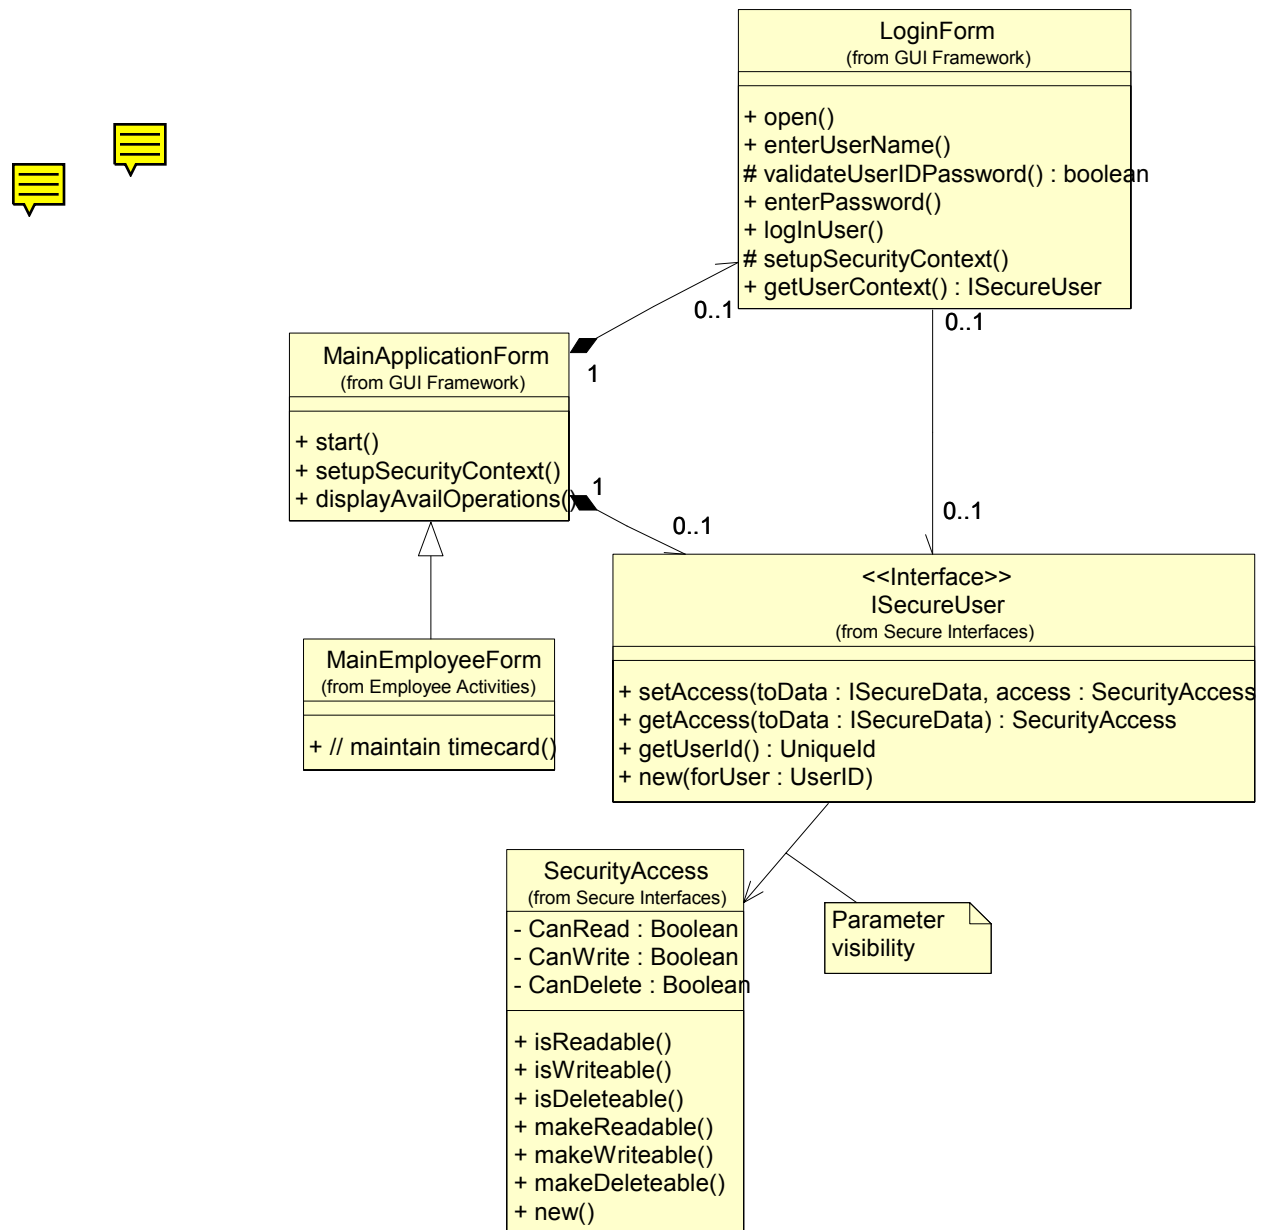 LoginForm
(from GUI Framework)
+ open()
+ enterUserName()
# validateUserIDPassword() : boolean
+ enterPassword()
+ logInUser()
# setupSecurityContext()
+ getUserContext() : ISecureUser
0..1
0..1
1
MainApplicationForm
(from GUI Framework)
+ start()
+ setupSecurityContext()
+ displayAvailOperations()
1
0..1
0..1
<<Interface>>
ISecureUser
(from Secure Interfaces)
+ setAccess(toData : ISecureData, access : SecurityAccess
+ getAccess(toData : ISecureData) : SecurityAccess
+ getUserId() : UniqueId
+ new(forUser : UserID)
MainEmployeeForm
(from Employee Activities)
+ // maintain timecard()
SecurityAccess
(from Secure Interfaces)
- CanRead : Boolean
- CanWrite : Boolean
- CanDelete : Boolean
+ isReadable()
+ isWriteable()
+ isDeleteable()
+ makeReadable()
+ makeWriteable()
+ makeDeleteable()
+ new()
Parameter
visibility